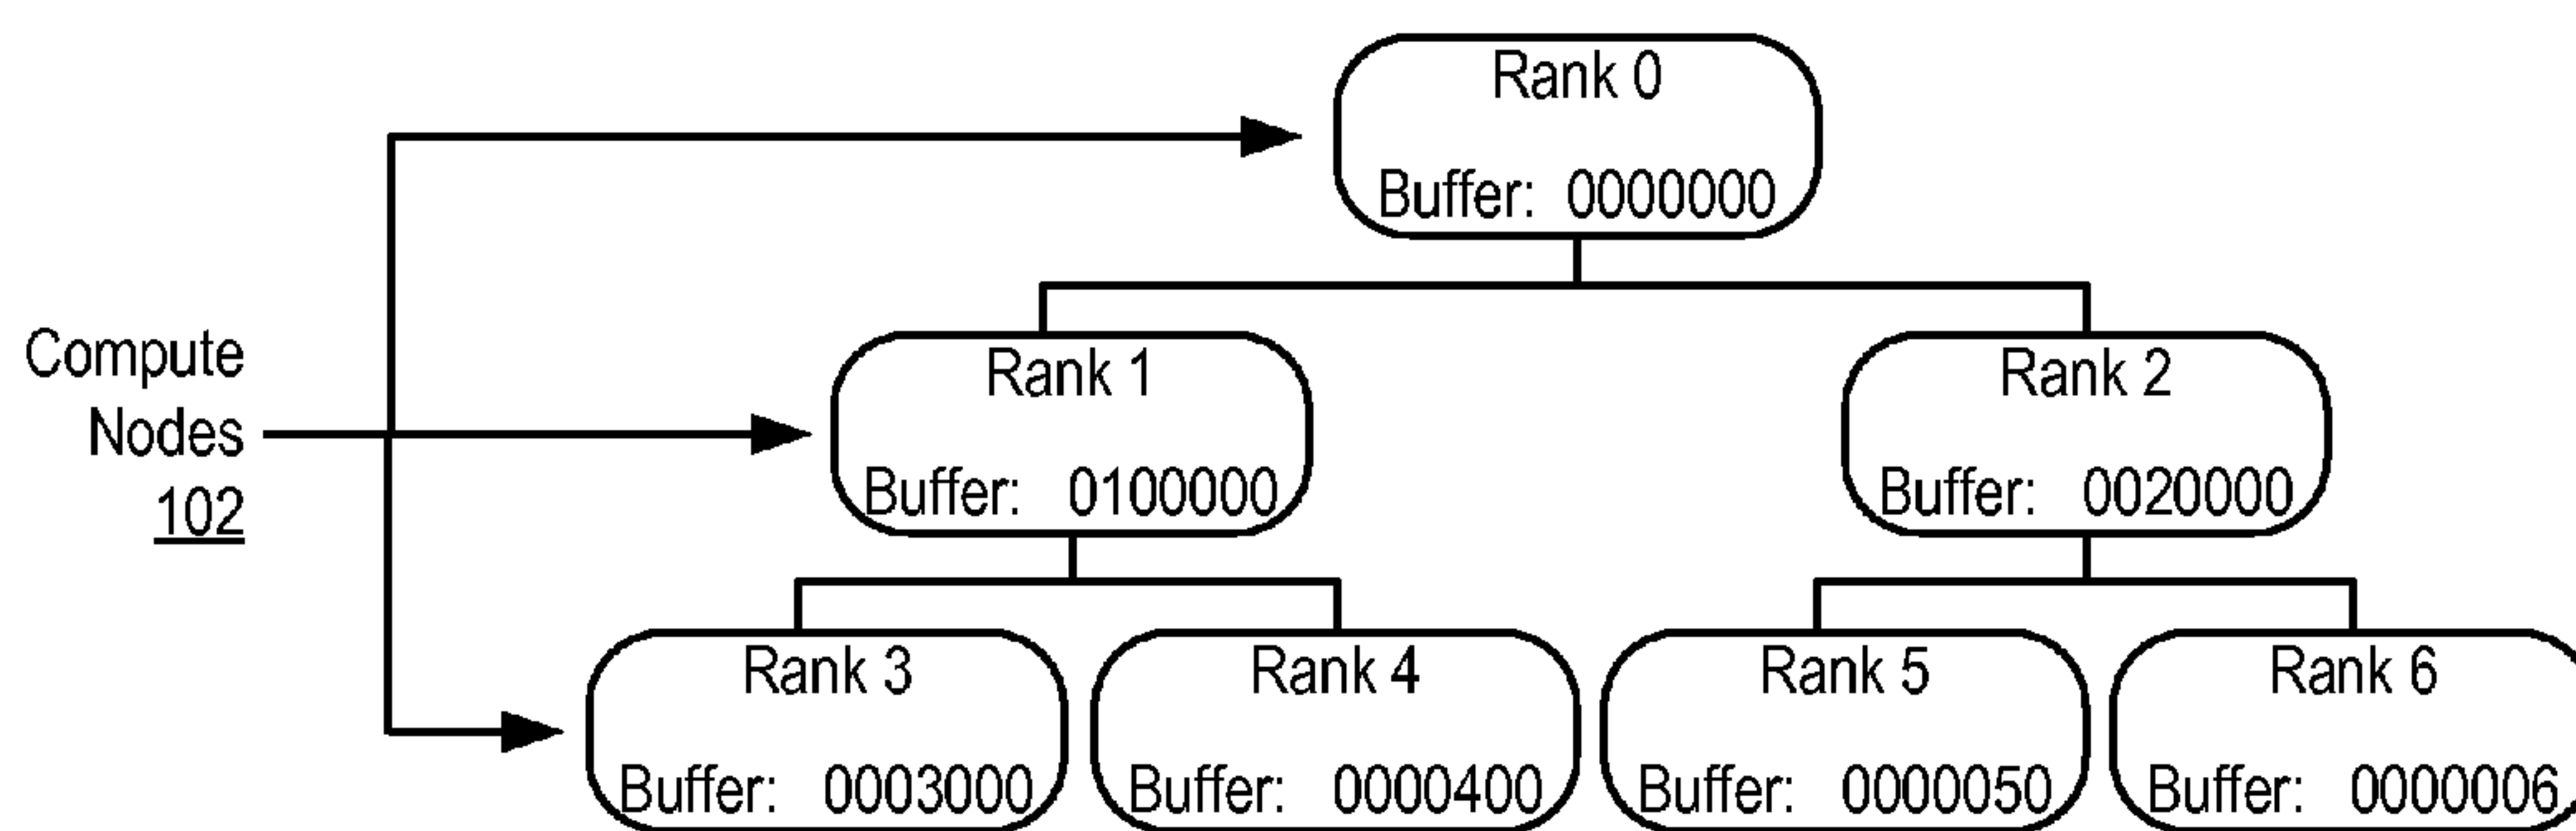 Rank 0
Buffer: 0000000
Compute
Nodes
102
Rank 1
Buffer: 0100000
Rank 2
Buffer: 0020000
Rank 3
Buffer: 0003000
Rank 4
Buffer: 0000400
Rank 5
Buffer: 0000050
Rank 6
Buffer: 0000006